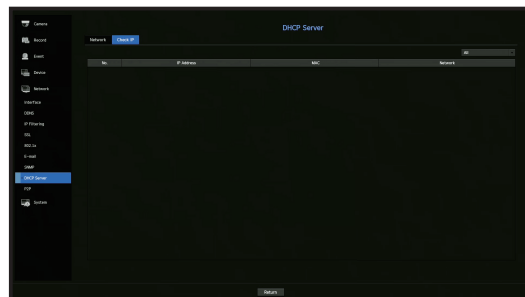 DHCP Server
Camera
Record
Event
Device
Network
Interface
DDNS
IP Filtering
SSL
802.1x
E-mail
SNMP
DHCP Server
P2P
System
Network Check IP
All
No. IP Address MAC Network
Return